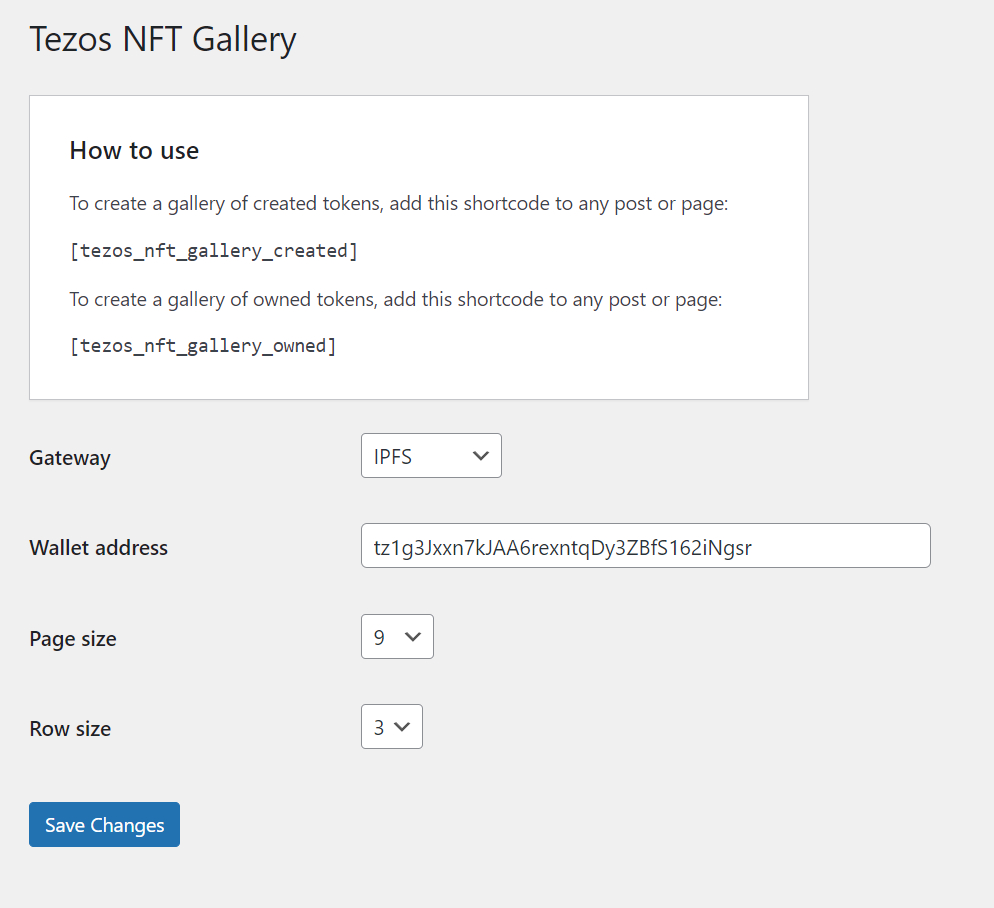 Tezos NFT Gallery
How to use
To create a gallery of created tokens, add this shortcode to any post or page:
[tezos_nft_gallery_created]
To create a gallery of owned tokens, add this shortcode to any post or page:
[tezos_nft_gallery_owned]
Gateway IPFS
Wallet address tz1g3Jxxn7kJAA6rexntqDy3ZBfS162iNgsr
Page size 9
Row size 3
Save Changes